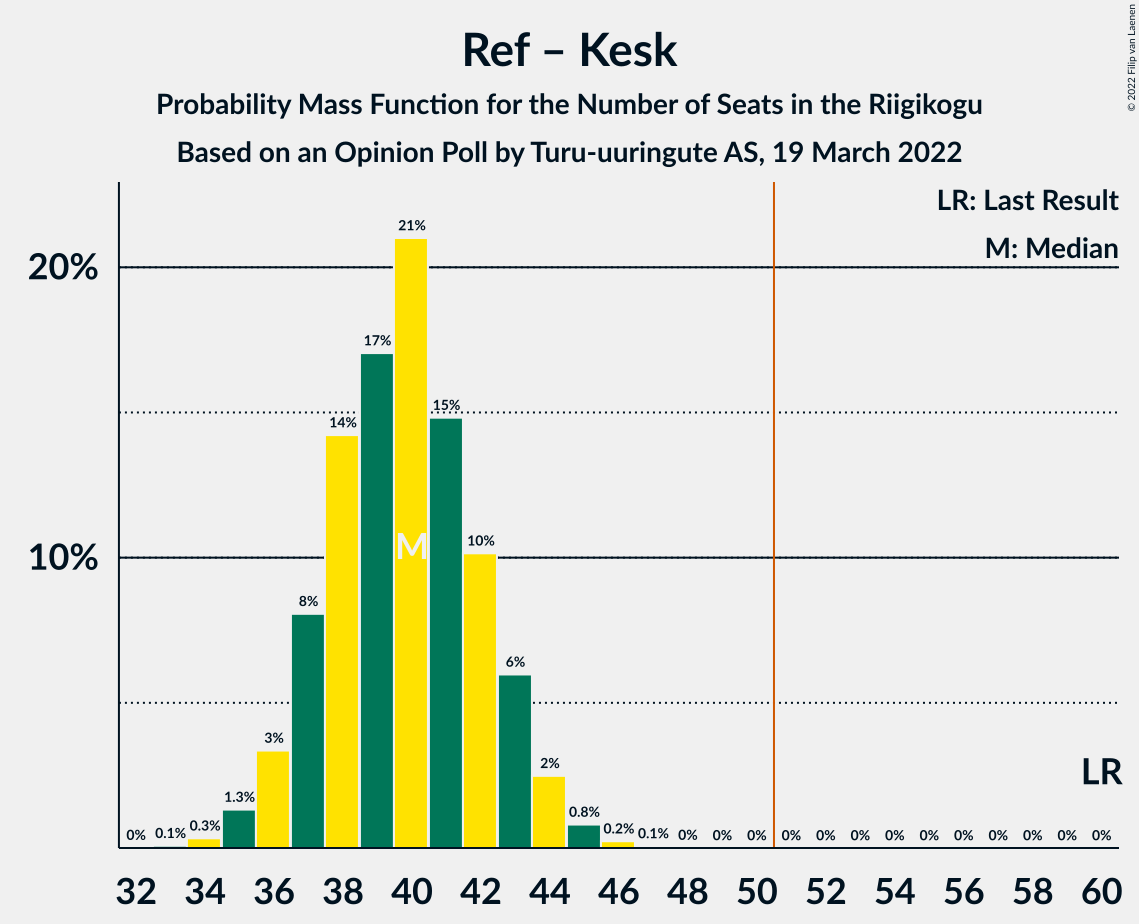 Ref – Kesk
Probability Mass Function for the Number of Seats in the Riigikogu
Based on an Opinion Poll by Turu-uuringute AS, 19 March 2022
© 2022 Filip van Laenen
LR: Last Result
M: Median
20%
10%
0% 0.1% 0.3% 1.3% 3% 8% 14% 17% 21% 15% 10% 6% 2% 0.8% 0.2% 0.1% 0% 0% 0% 0% 0% 0% 0% 0% 0% 0% 0% 0% 0%
M
LR
32 34 36 38 40 42 44 46 48 50 52 54 56 58 60